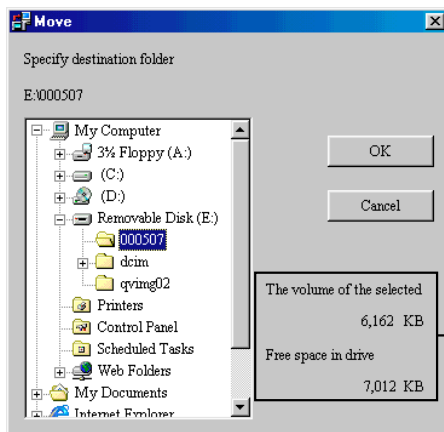 Move
Specify destination folder
E:\000507
My Computer
3½ Floppy (A:)
(C:)
(D:)
Removable Disk (E:)
000507
dcim
qvimg02
Printers
Control Panel
Scheduled Tasks
Web Folders
My Documents
Internet Explorer
OK
Cancel
The volume of the selected
6,162 KB
Free space in drive
7,012 KB